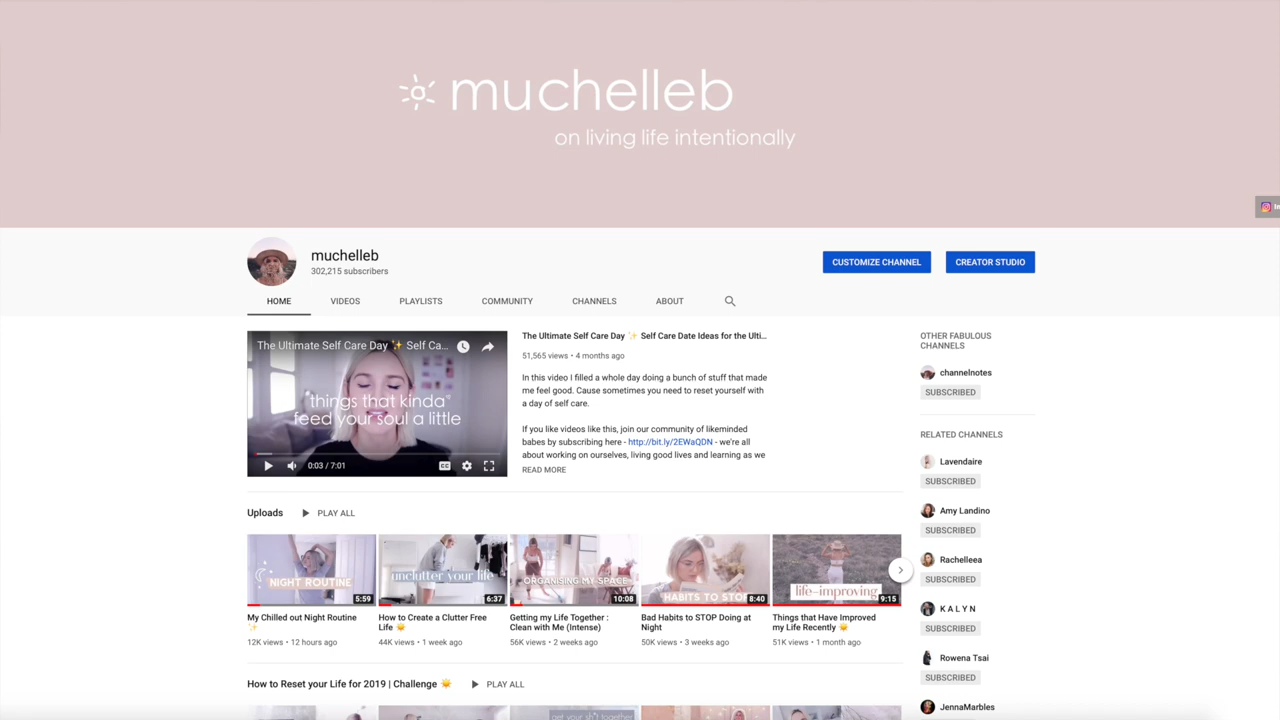 muchelleb
on living life intentionally
muchelleb
302,215 subscribers
CUSTOMIZE CHANNEL
CREATOR STUDIO
HOME
VIDEOS
PLAYLISTS
COMMUNITY
CHANNELS
ABOUT
The Ultimate Self Care Day ✨ Self Ca...
"things that kinda"
feed your soul a little
0:03 / 7:01
CC
The Ultimate Self Care Day ✨ Self Care Date Ideas for the Ulti...
51,565 views • 4 months ago
In this video I filled a whole day doing a bunch of stuff that made
me feel good. Cause sometimes you need to reset yourself with
a day of self care.
If you like videos like this, join our community of likeminded
babes by subscribing here - http://bit.ly/2EWaQDN - we're all
about working on ourselves, living good lives and learning as we
READ MORE
OTHER FABULOUS
CHANNELS
channelnotes
SUBSCRIBED
RELATED CHANNELS
Lavendaire
SUBSCRIBED
Amy Landino
SUBSCRIBED
Rachelleea
SUBSCRIBED
K A L Y N
SUBSCRIBED
Rowena Tsai
SUBSCRIBED
JennaMarbles
Uploads
PLAY ALL
NIGHT ROUTINE
5:59
My Chilled out Night Routine
✨
12K views • 12 hours ago
unclutter your life
6:37
How to Create a Clutter Free
Life ☀️
44K views • 1 week ago
ORGANISING MY SPACE
10:08
Getting my Life Together :
Clean with Me (Intense)
56K views • 2 weeks ago
HABITS TO STOP
8:40
Bad Habits to STOP Doing at
Night
50K views • 3 weeks ago
life-improving
9:15
Things that Have Improved
my Life Recently ☀️
51K views • 1 month ago
How to Reset your Life for 2019 | Challenge ☀️
PLAY ALL
get your sh*t together